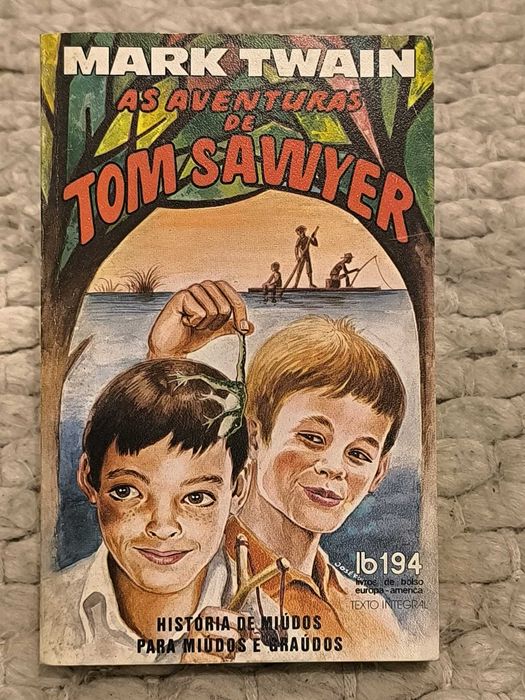 MARK TWAIN
AS AVENTURAS
DE
TOM SAWYER
lb194
livros de bolso
europa-america
TEXTO INTEGRAL
HISTÓRIA DE MIÚDOS
PARA MIÚDOS E GRAÚDOS